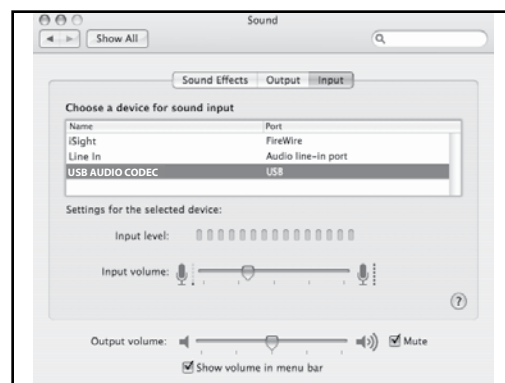 Sound
Show All
Sound Effects Output Input
Choose a device for sound input
Name Port
iSight FireWire
Line In Audio line-in port
USB AUDIO CODEC USB
Settings for the selected device:
Input level:
Input volume:
?
Output volume: Mute
Show volume in menu bar